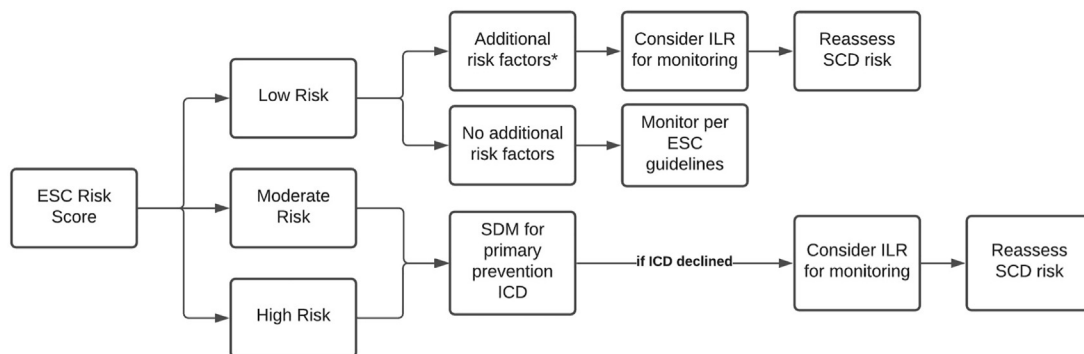 Additional
risk factors*
Consider ILR
for monitoring
Reassess
SCD risk
Low Risk
No additional
risk factors
Monitor per
ESC
guidelines
ESC Risk
Score
Moderate
Risk
SDM for
primary
prevention
ICD
if ICD declined
Consider ILR
for monitoring
Reassess
SCD risk
High Risk